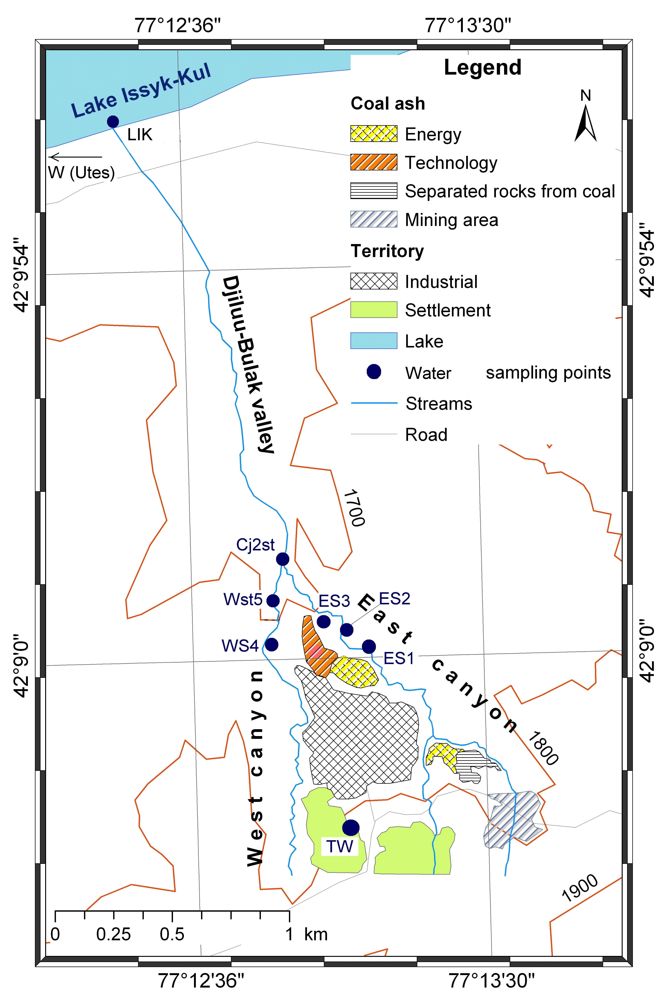 77°12'36"
77°13'30"
Lake Issyk-Kul
LIK
W (Utes)
Legend
N
Coal ash
Energy
Technology
Separated rocks from coal
Mining area
Territory
Industrial
Settlement
Lake
Water sampling points
Streams
Road
42°9'54"
42°9'54"
Djiluu-Bulak valley
1700
Cj2st
Wst5
ES3
ES2
East canyon
WS4
ES1
42°9'0"
42°9'0"
West canyon
1800
TW
1900
0 0.25 0.5 1 km
77°12'36"
77°13'30"